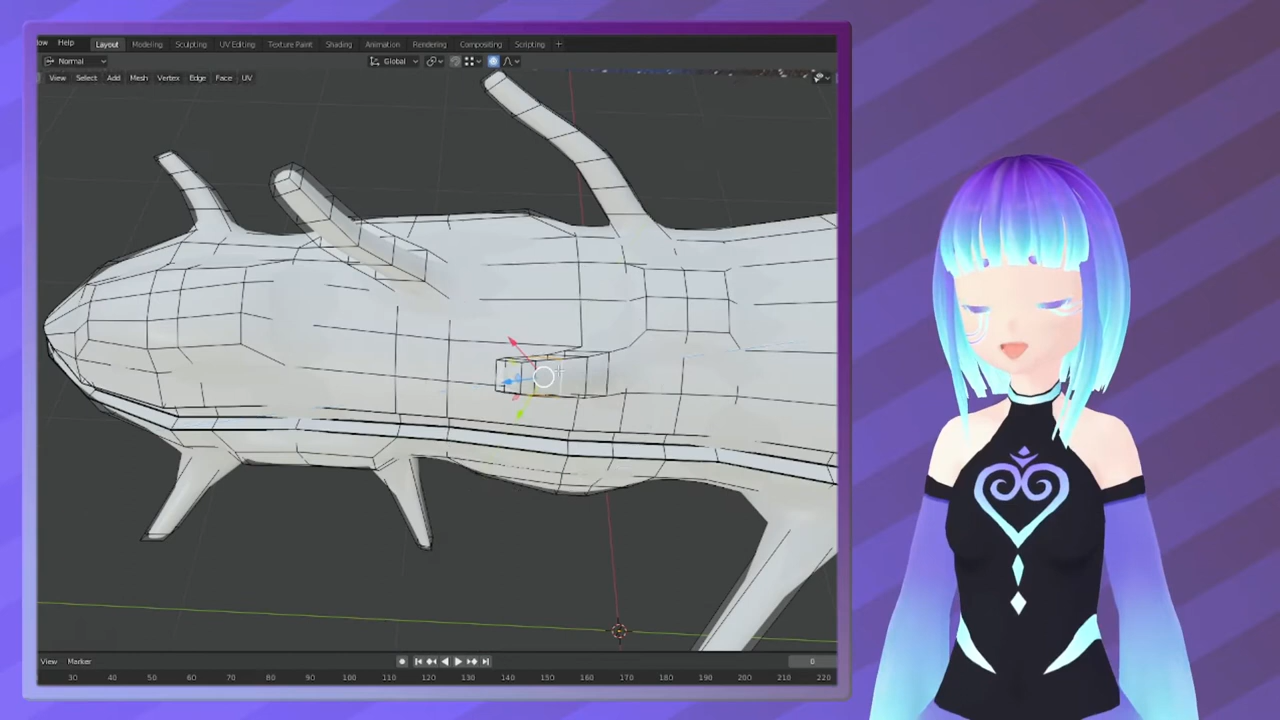 ow Help Layout Modeling Sculpting UV Editing Texture Paint Shading Animation Rendering Compositing Scripting +
Normal Global
View Select Add Mesh Vertex Edge Face UV
View Marker 0
30 40 50 60 70 80 90 100 110 120 130 140 150 160 170 180 190 200 210 220